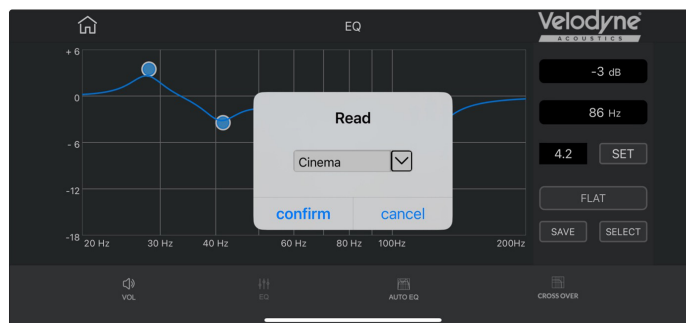 EQ
Velodyne
ACOUSTICS
+6
0
-6
-12
-18
20 Hz 30 Hz 40 Hz 60 Hz 80 Hz 100Hz 200Hz
Read
Cinema
confirm cancel
-3 dB
86 Hz
4.2 SET
FLAT
SAVE SELECT
VOL EQ AUTO EQ CROSS OVER